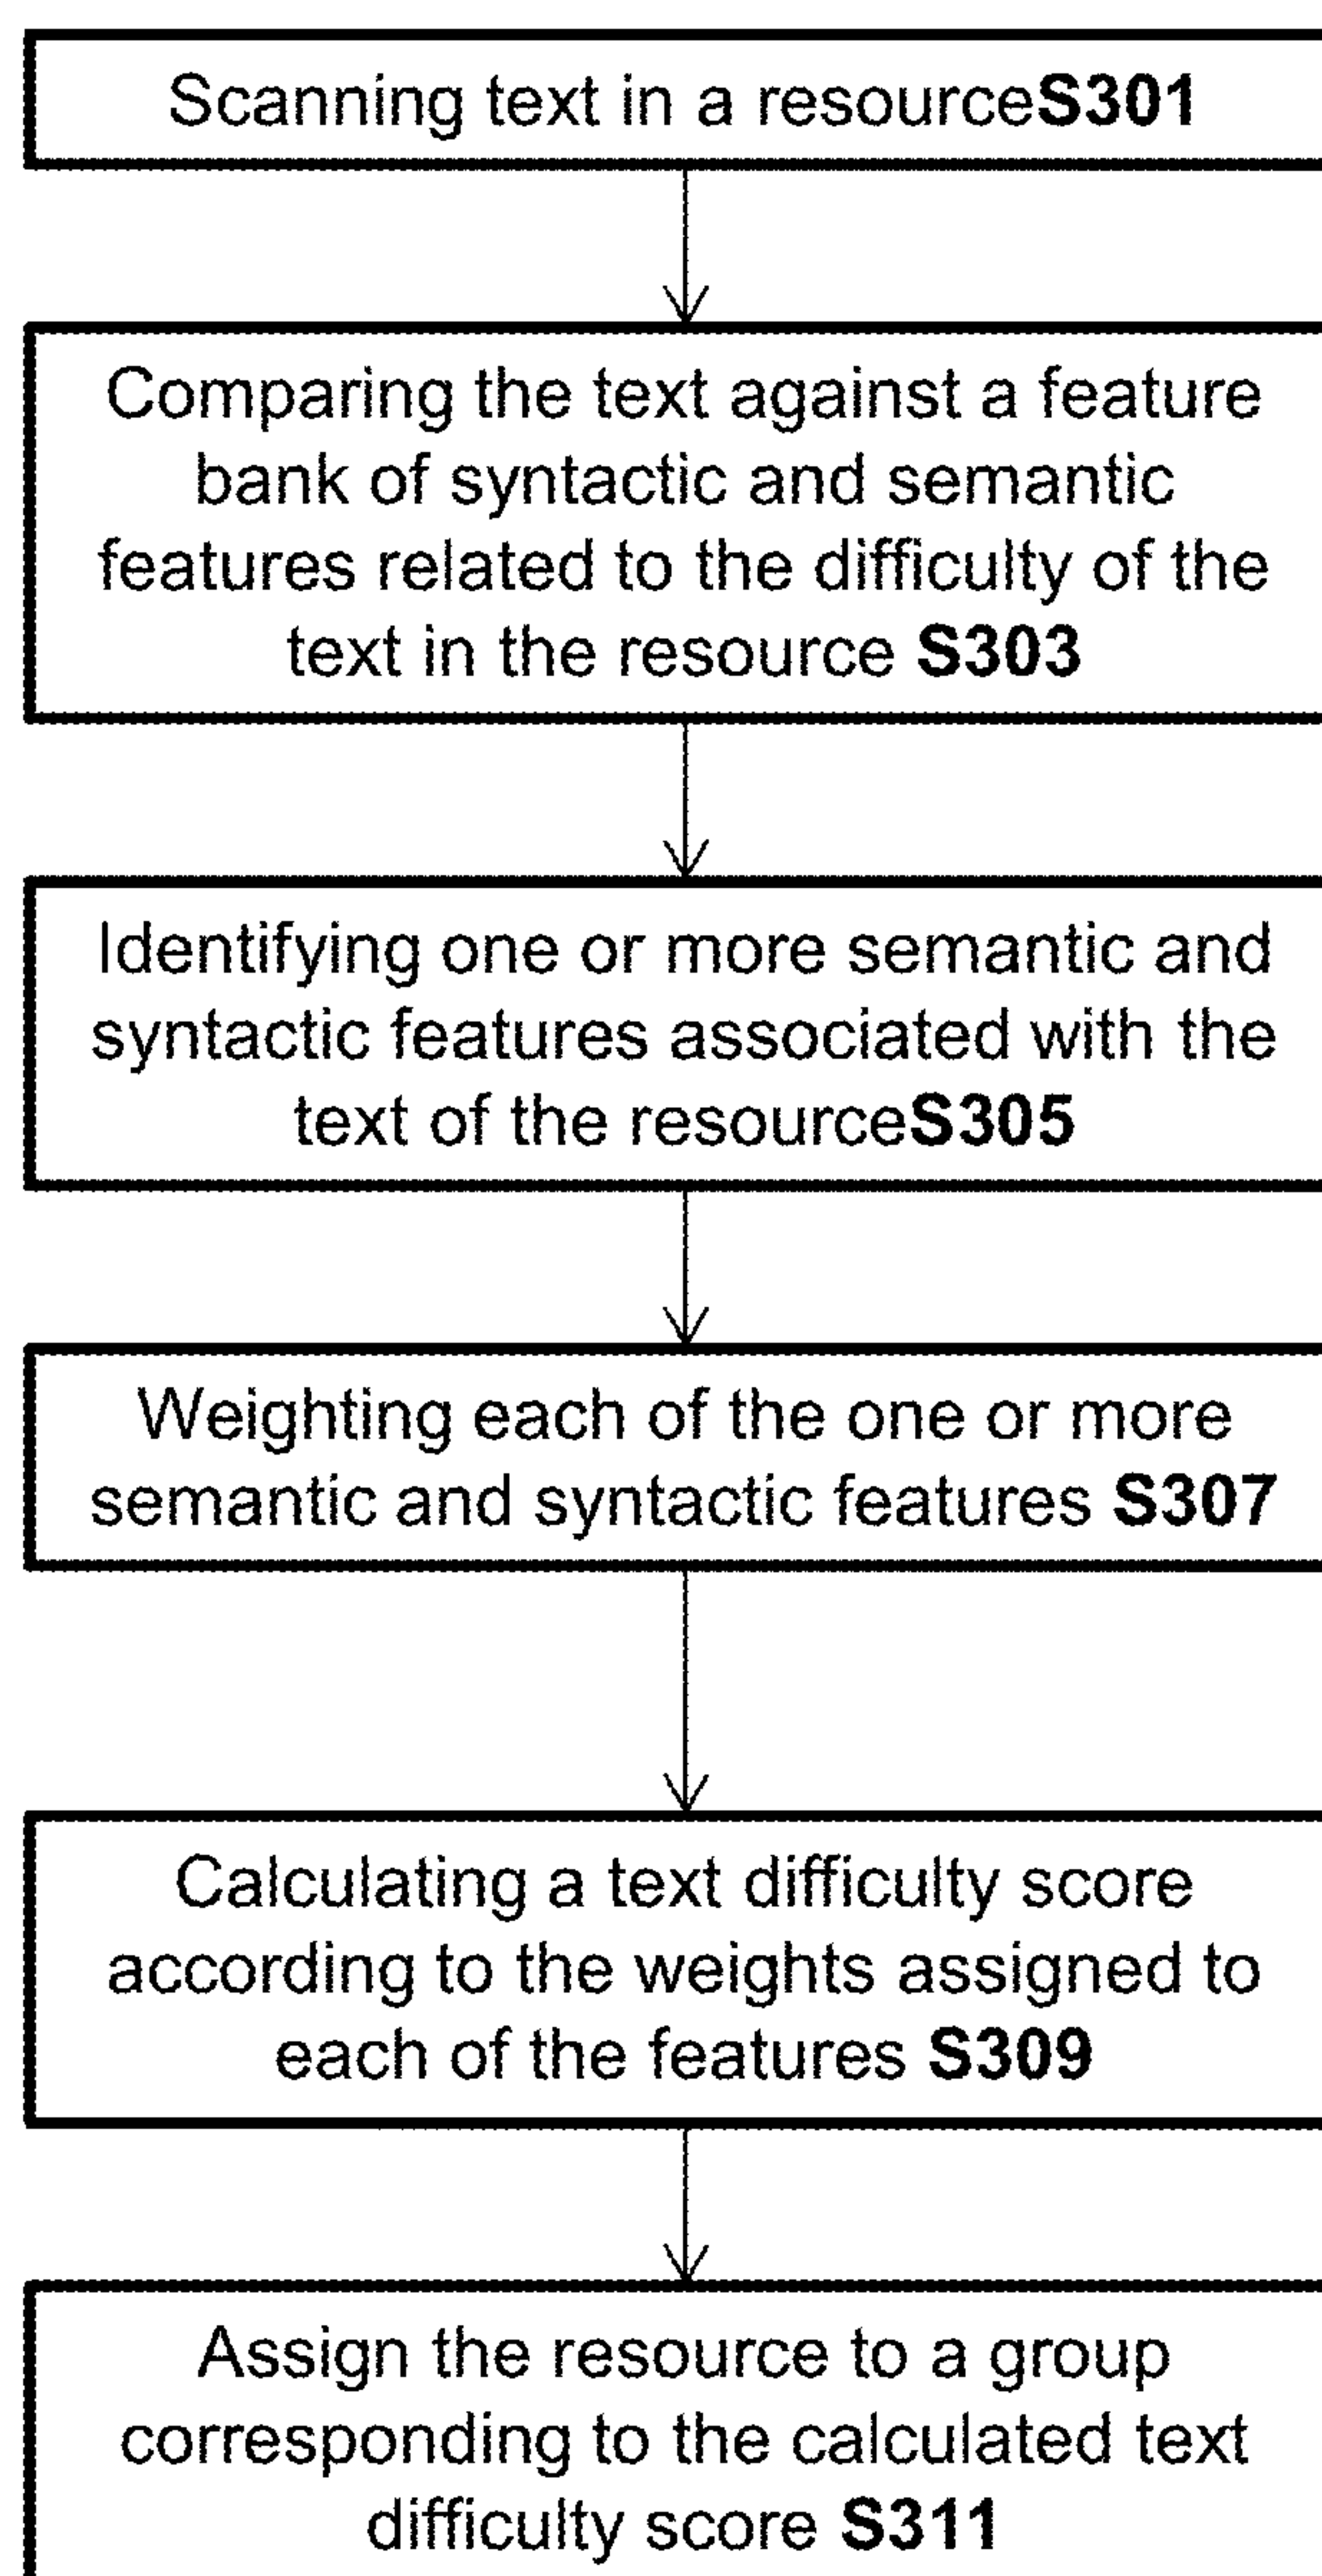 Scanning text in a resourceS301
Comparing the text against a feature
bank of syntactic and semantic
features related to the difficulty of the
text in the resource S303
Identifying one or more semantic and
syntactic features associated with the
text of the resourceS305
Weighting each of the one or more
semantic and syntactic features S307
Calculating a text difficulty score
according to the weights assigned to
each of the features S309
Assign the resource to a group
corresponding to the calculated text
difficulty score S311